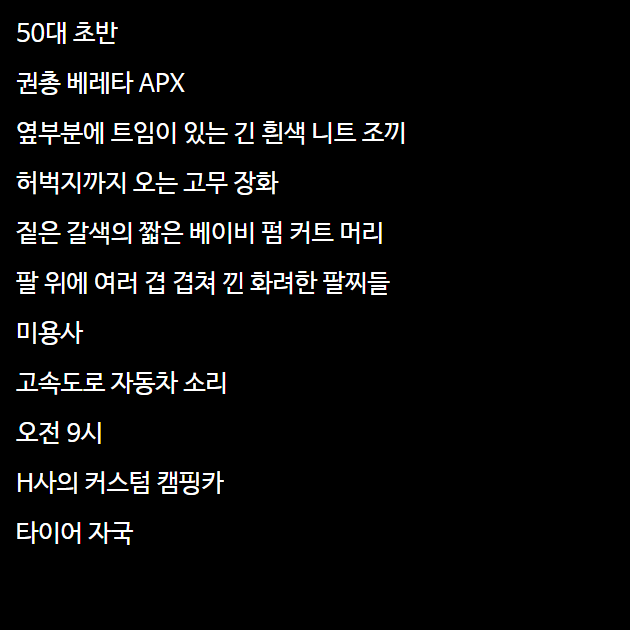 50대 초반
권총 베레타 APX
옆부분에 트임이 있는 긴 흰색 니트 조끼
허벅지까지 오는 고무 장화
짙은 갈색의 짧은 베이비 펌 커트 머리
팔 위에 여러 겹 겹쳐 낀 화려한 팔찌들
미용사
고속도로 자동차 소리
오전 9시
H사의 커스텀 캠핑카
타이어 자국